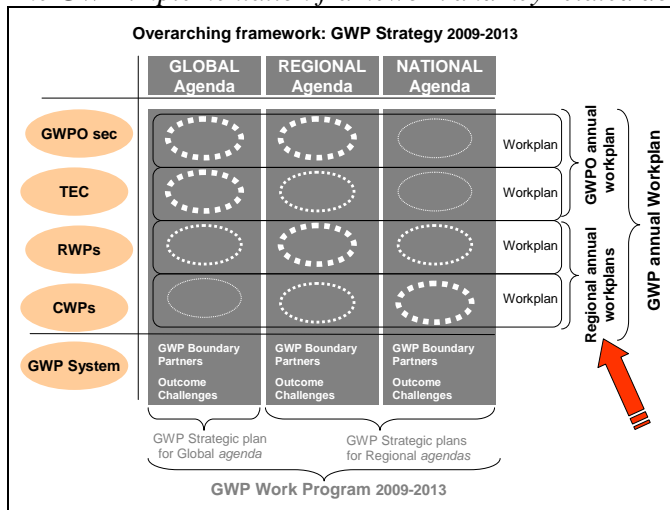 Overarching framework: GWP Strategy 2009-2013
GLOBAL
Agenda
REGIONAL
Agenda
NATIONAL
Agenda
GWPO sec
Workplan
TEC
Workplan
RWPs
Workplan
CWPs
Workplan
GWPO annual
workplan
Regional annual
workplans
GWP annual Workplan
GWP System
GWP Boundary
Partners
Outcome
Challenges
GWP Boundary
Partners
Outcome
Challenges
GWP Boundary
Partners
Outcome
Challenges
GWP Strategic plan
for Global agenda
GWP Strategic plans
for Regional agendas
GWP Work Program 2009-2013